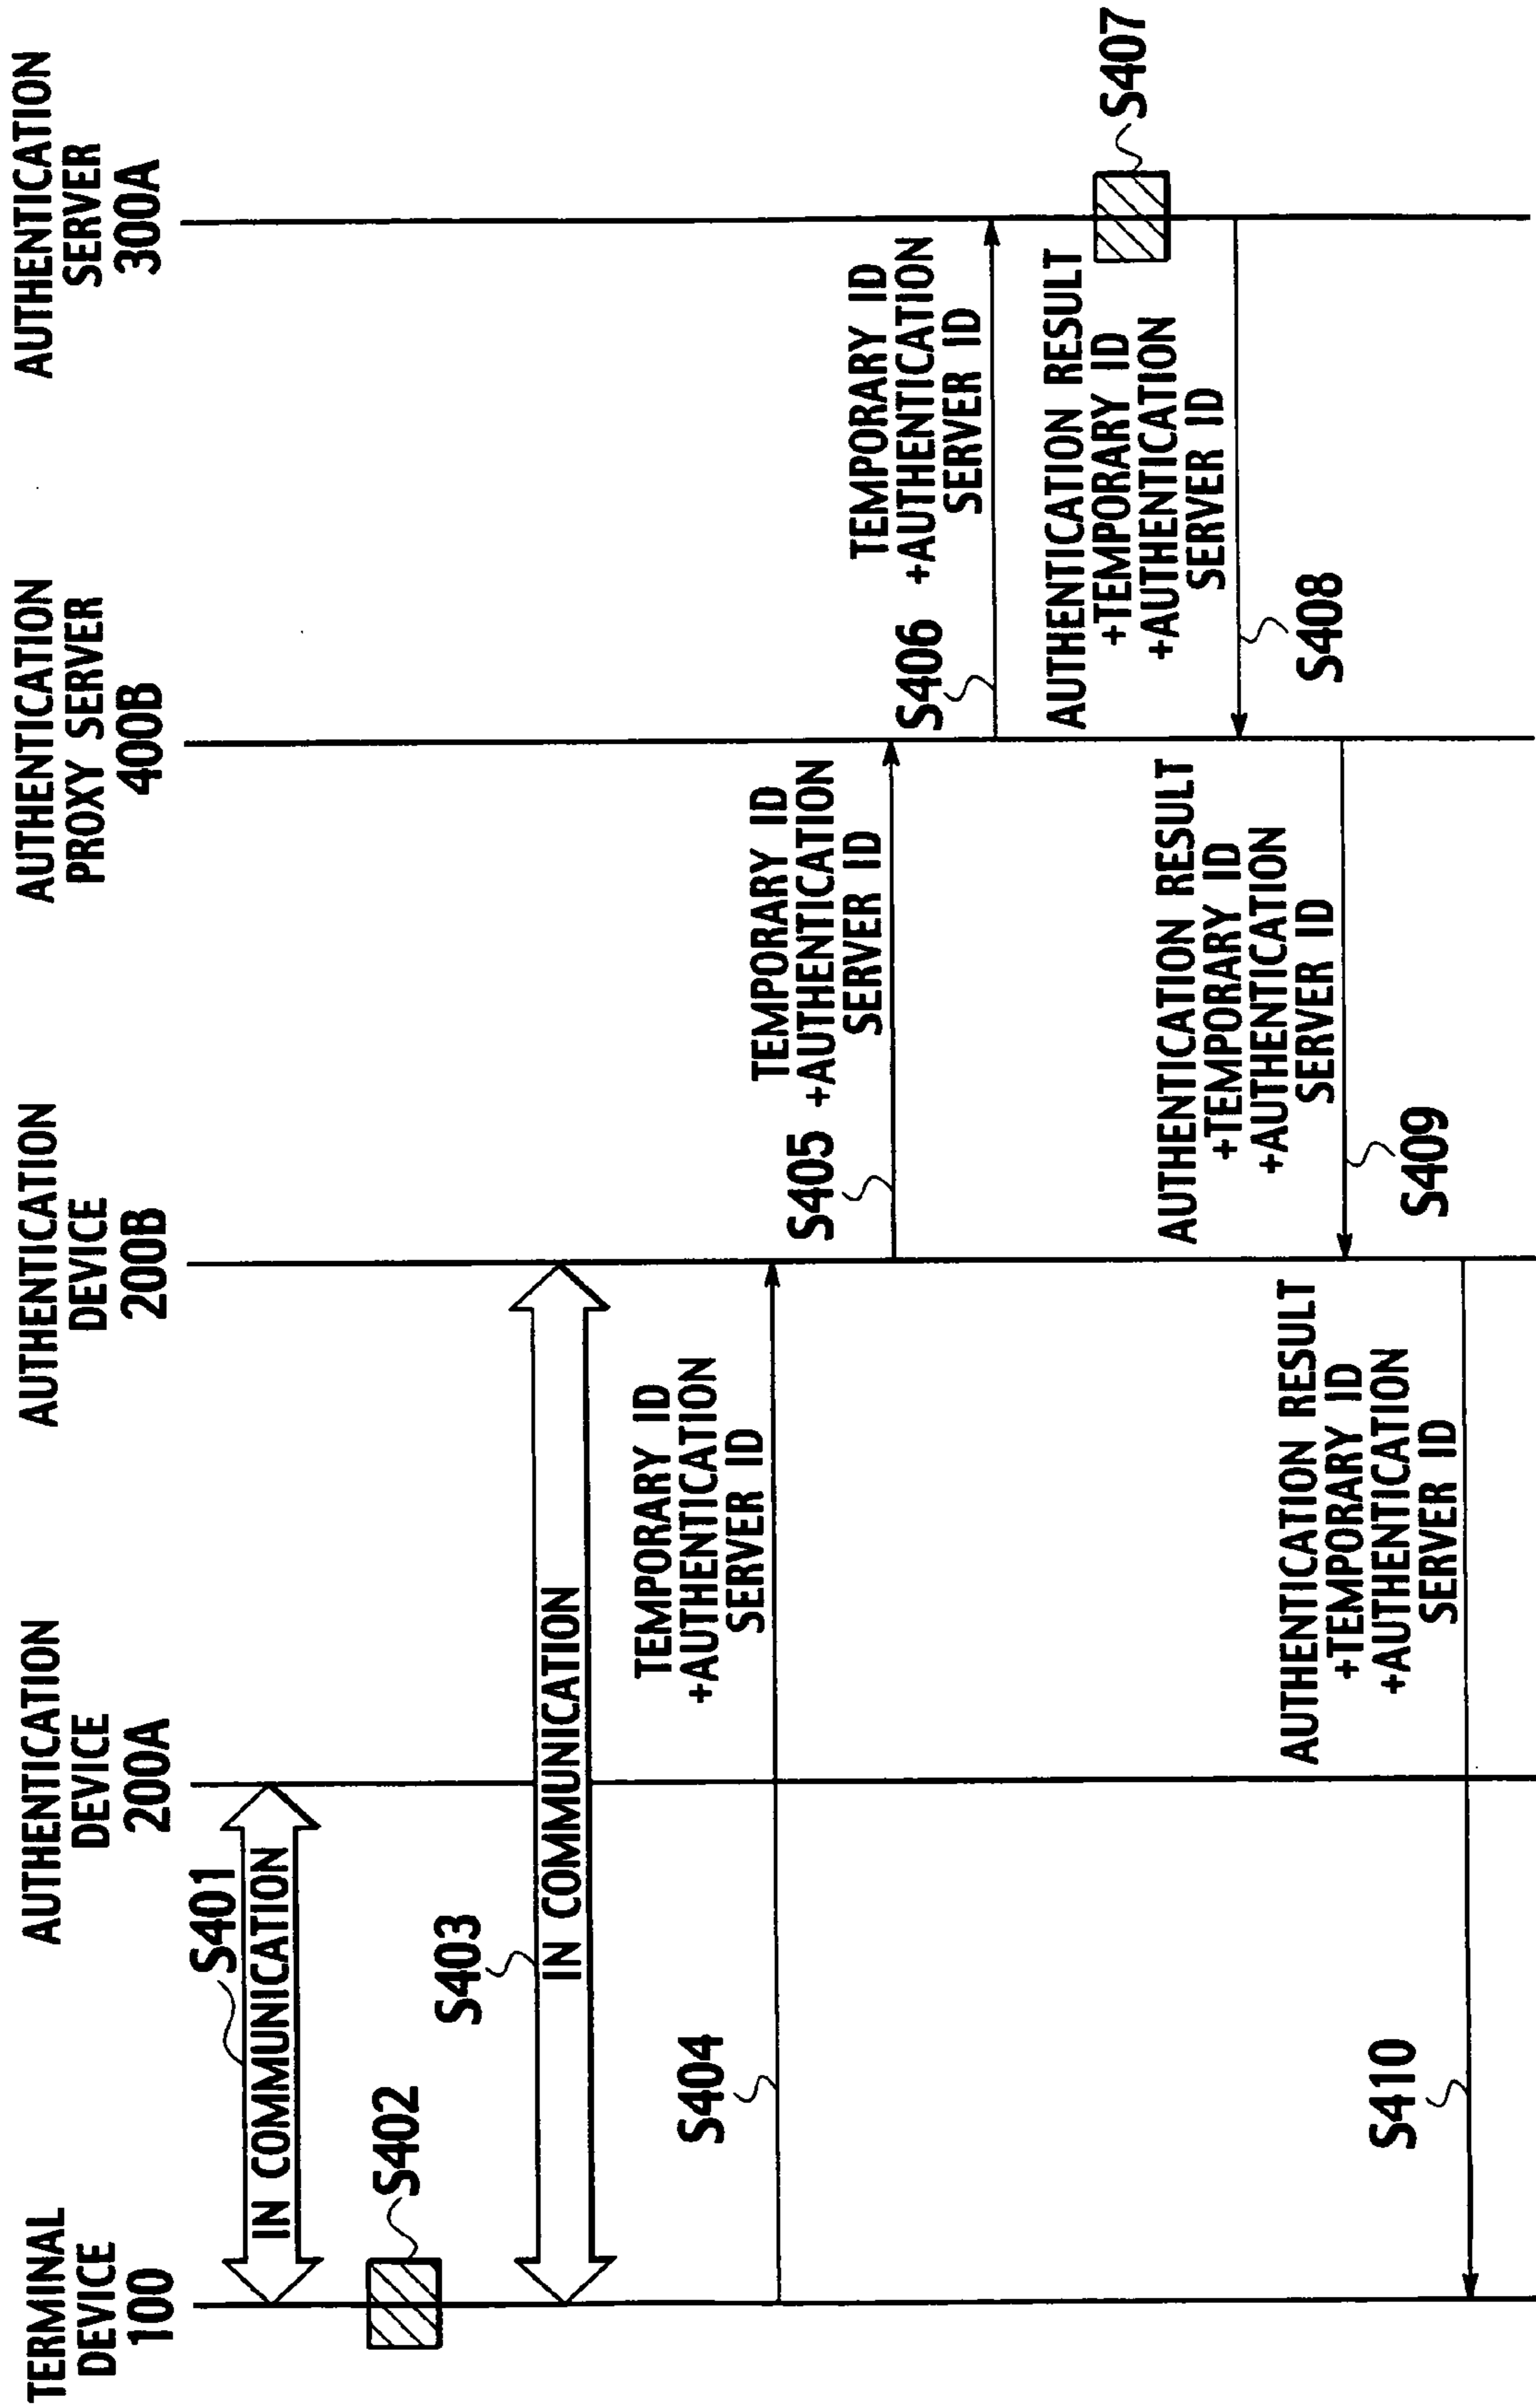 TERMINAL
DEVICE
100
AUTHENTICATION
DEVICE
200A
AUTHENTICATION
DEVICE
200B
AUTHENTICATION
PROXY SERVER
400B
AUTHENTICATION
SERVER
300A
S401
IN COMMUNICATION
S402
S403
IN COMMUNICATION
S404
TEMPORARY ID
+AUTHENTICATION
SERVER ID
S405
TEMPORARY ID
+AUTHENTICATION
SERVER ID
S406
TEMPORARY ID
+AUTHENTICATION
SERVER ID
S407
AUTHENTICATION RESULT
+TEMPORARY ID
+AUTHENTICATION
SERVER ID
S408
AUTHENTICATION RESULT
+TEMPORARY ID
+AUTHENTICATION
SERVER ID
S409
AUTHENTICATION RESULT
+TEMPORARY ID
+AUTHENTICATION
SERVER ID
S410